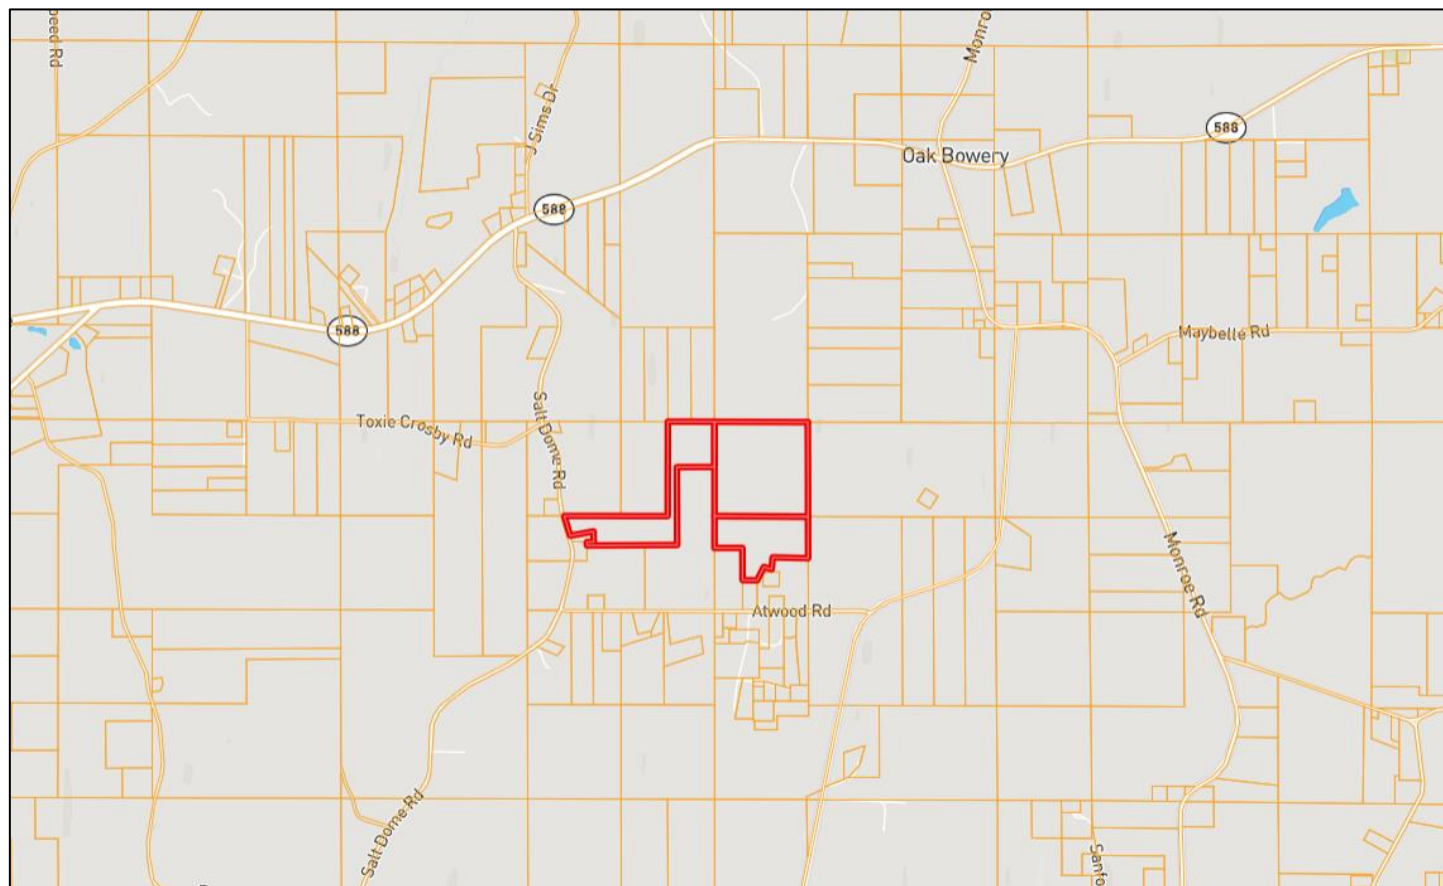 peed Rd
Monro
J Sims Dr
588
Oak Bowery
588
588
Maybelle Rd
Toxie Crosby Rd
Salt Dome Rd
Monroe Rd
Atwood Rd
Salt Dome Rd
Sanfo